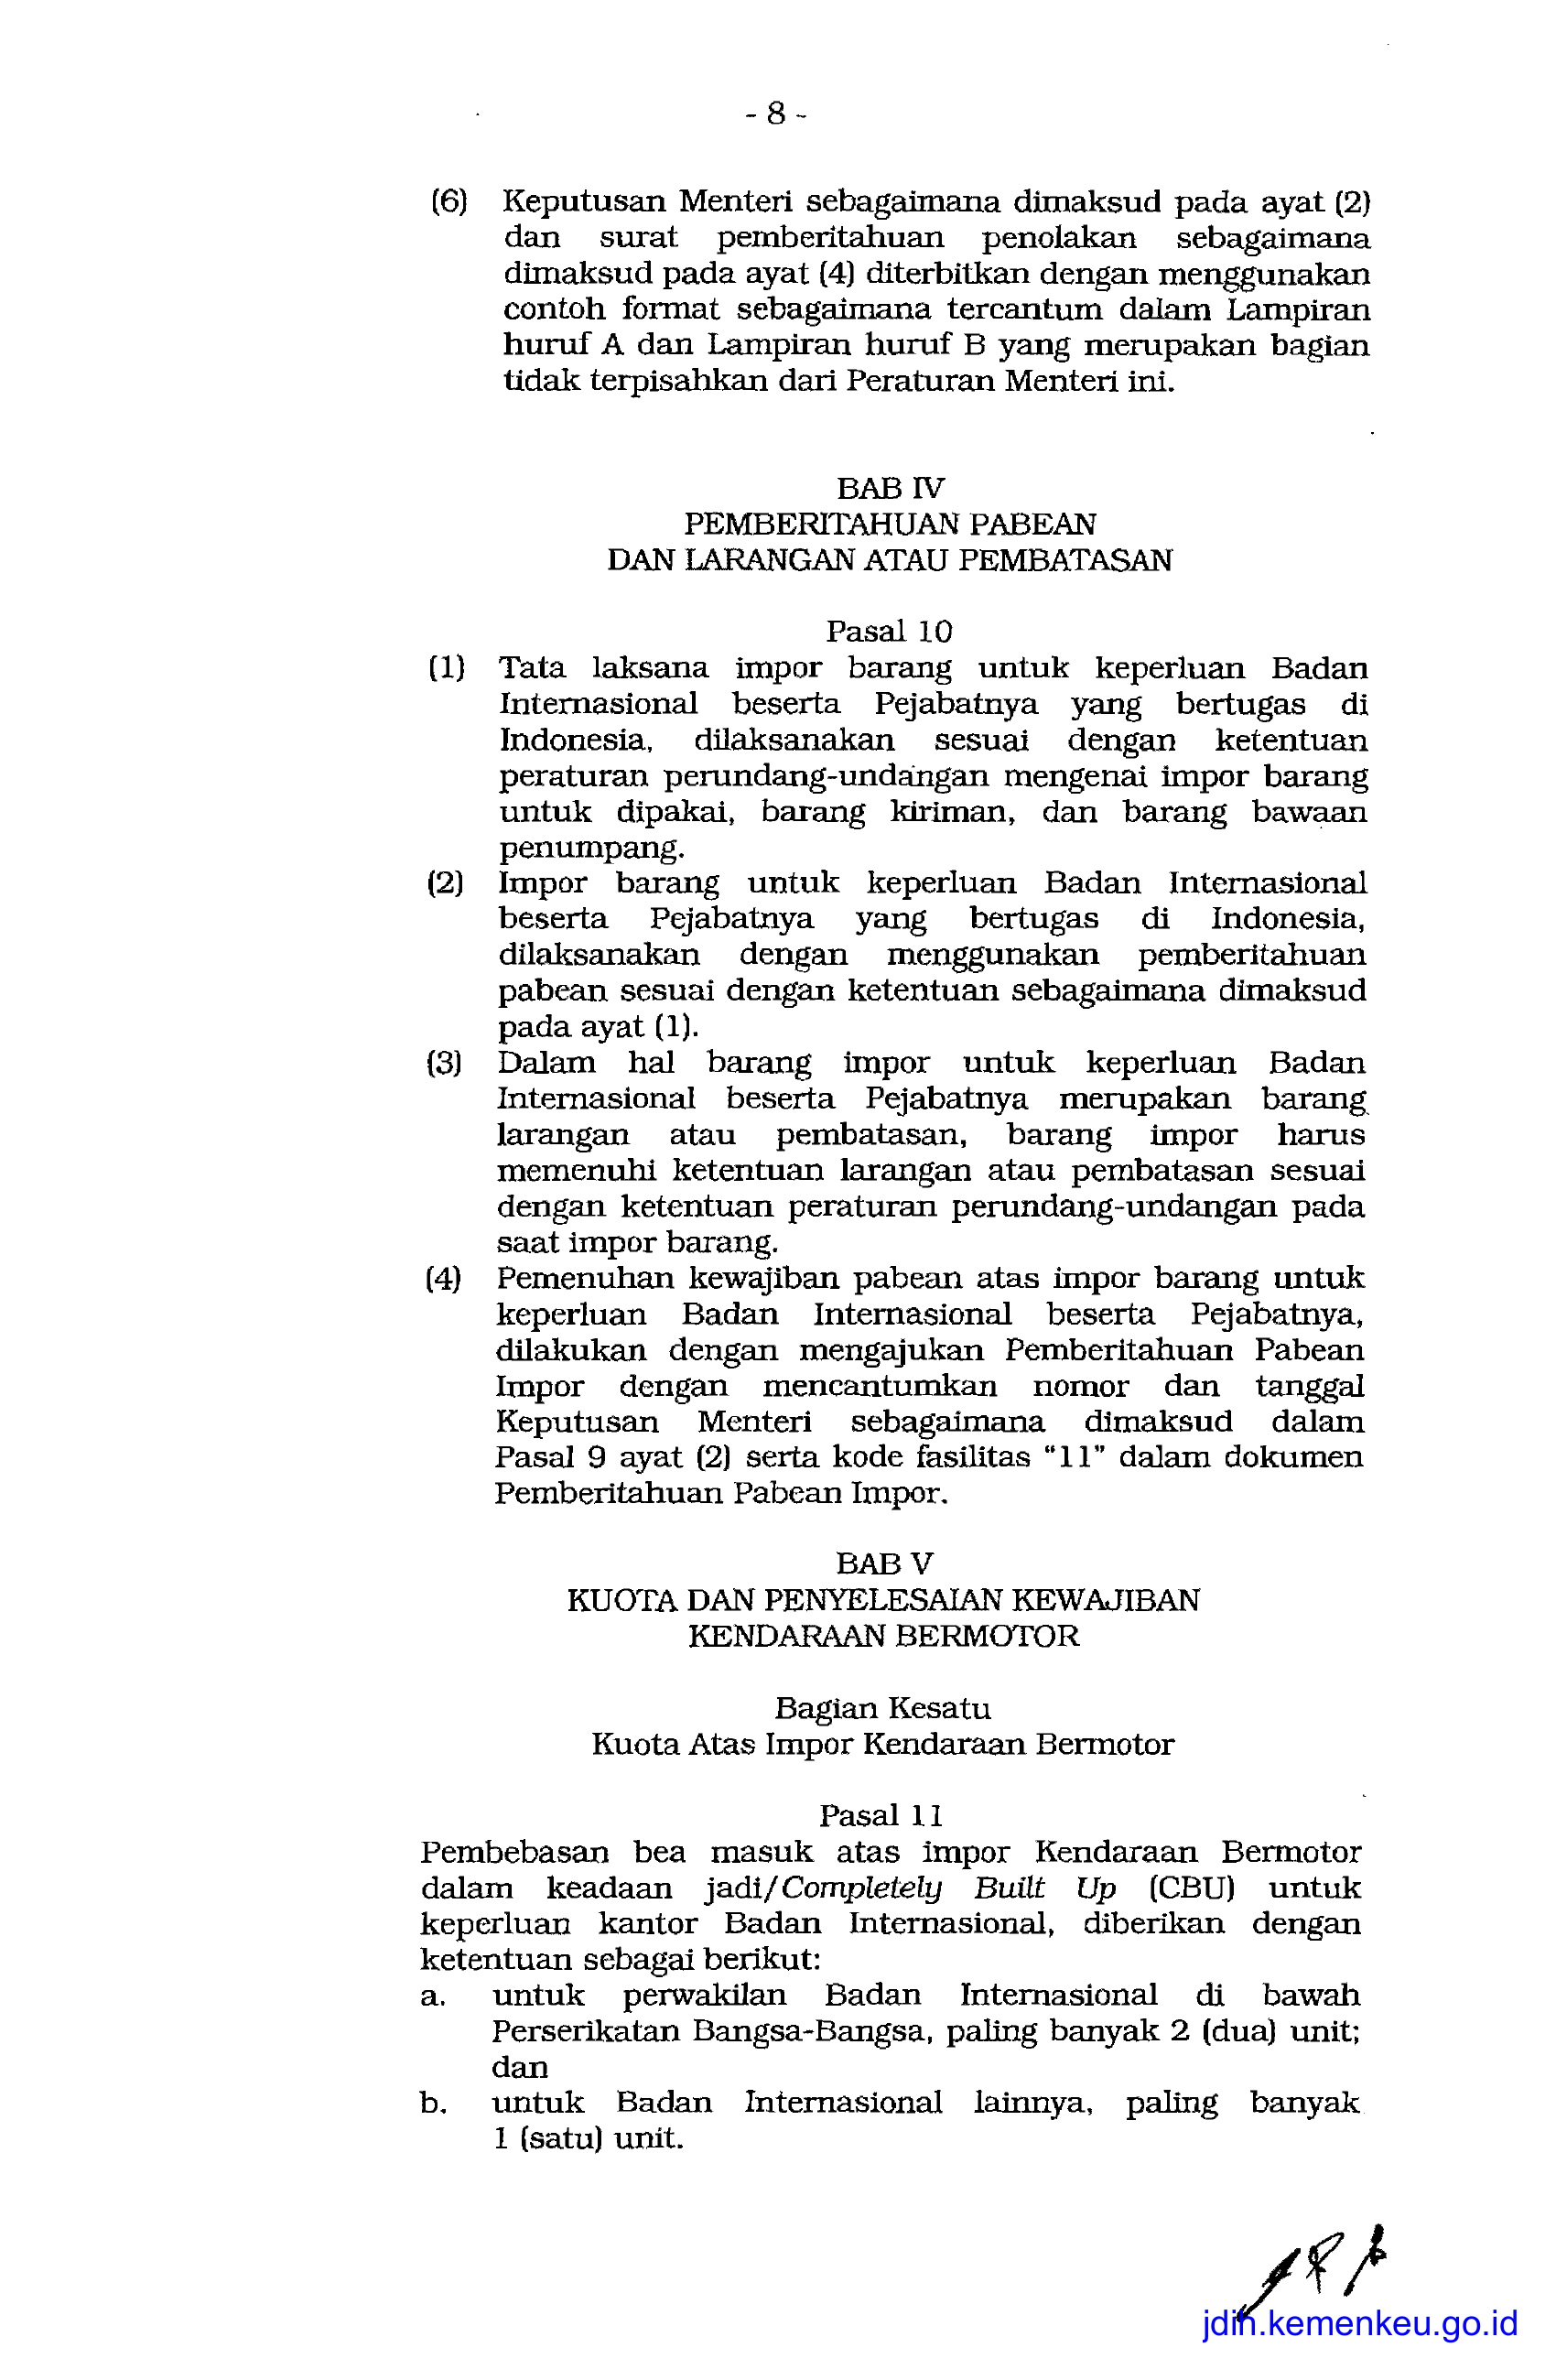 - 8 -
(6) Keputusan Menteri sebagaimana dimaksud pada ayat (2)
dan surat pemberitahuan penolakan sebagaimana
dimaksud pada ayat (4) diterbitkan dengan menggunakan
contoh format sebagaimana tercantum dalam Lampiran
huruf A dan Lampiran huruf B yang merupakan bagian
tidak terpisahkan dari Peraturan Menteri ini.
BAB IV
PEMBERITAHUAN PABEAN
DAN LARANGAN ATAU PEMBATASAN
Pasal 10
(1) Tata laksana impor barang untuk keperluan Badan
Internasional beserta Pejabatnya yang bertugas di
Indonesia, dilaksanakan sesuai dengan ketentuan
peraturan perundang-undangan mengenai impor barang
untuk dipakai, barang kiriman, dan barang bawaan
penumpang.
(2) Impor barang untuk keperluan Badan Internasional
beserta Pejabatnya yang bertugas di Indonesia,
dilaksanakan dengan menggunakan pemberitahuan
pabean sesuai dengan ketentuan sebagaimana dimaksud
pada ayat (1).
(3) Dalam hal barang impor untuk keperluan Badan
Internasional beserta Pejabatnya merupakan barang
larangan atau pembatasan, barang impor harus
memenuhi ketentuan larangan atau pembatasan sesuai
dengan ketentuan peraturan perundang-undangan pada
saat impor barang.
(4) Pemenuhan kewajiban pabean atas impor barang untuk
keperluan Badan Internasional beserta Pejabatnya,
dilakukan dengan mengajukan Pemberitahuan Pabean
Impor dengan mencantumkan nomor dan tanggal
Keputusan Menteri sebagaimana dimaksud dalam
Pasal 9 ayat (2) serta kode fasilitas "11" dalam dokumen
Pemberitahuan Pabean Impor.
BAB V
KUOTA DAN PENYELESAIAN KEWAJIBAN
KENDARAAN BERMOTOR
Bagian Kesatu
Kuota Atas Impor Kendaraan Bermotor
Pasal 11
Pembebasan bea masuk atas impor Kendaraan Bermotor
dalam keadaan jadi/Completely Built Up (CBU) untuk
keperluan kantor Badan Internasional, diberikan dengan
ketentuan sebagai berikut:
a. untuk perwakilan Badan Internasional di bawah
Perserikatan Bangsa-Bangsa, paling banyak 2 (dua) unit;
dan
b. untuk Badan Internasional lainnya, paling banyak
1 (satu) unit.
jdih.kemenkeu.go.id